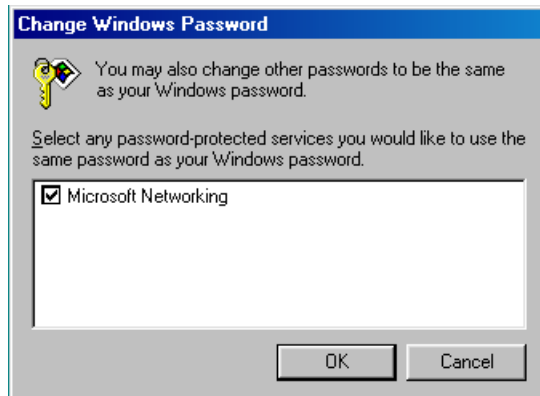 Change Windows Password
You may also change other passwords to be the same
as your Windows password.
Select any password-protected services you would like to use the
same password as your Windows password.
Microsoft Networking
OK
Cancel